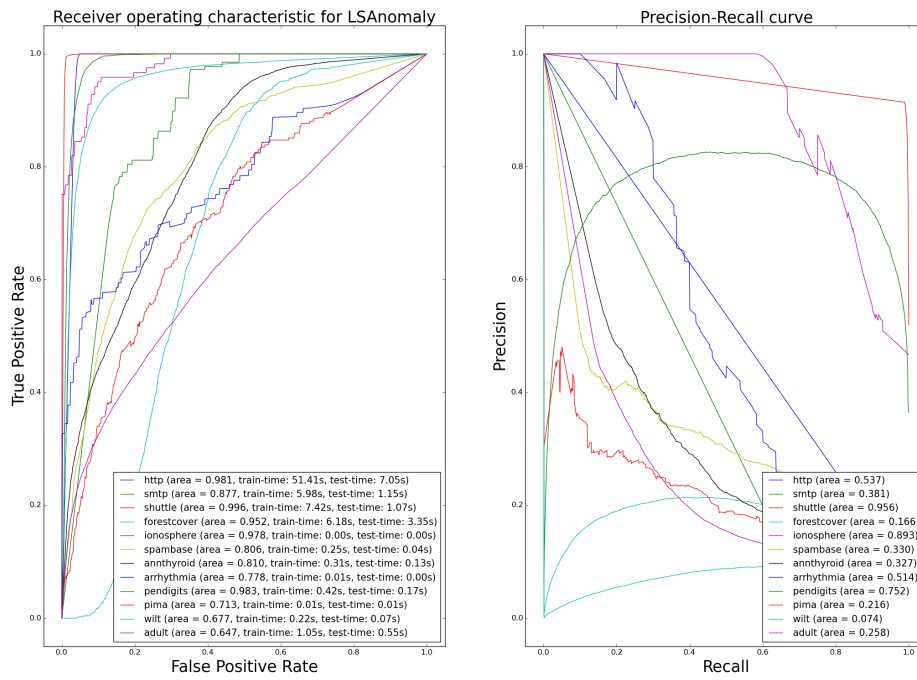 Receiver operating characteristic for LSAnomaly
1.0
0.8
0.6
0.4
0.2
0.0
True Positive Rate
0.0 0.2 0.4 0.6 0.8 1.0
False Positive Rate
http (area = 0.981, train-time: 51.41s, test-time: 7.05s)
smtp (area = 0.877, train-time: 5.98s, test-time: 1.15s)
shuttle (area = 0.996, train-time: 7.42s, test-time: 1.07s)
forestcover (area = 0.952, train-time: 6.18s, test-time: 3.35s)
ionosphere (area = 0.978, train-time: 0.00s, test-time: 0.00s)
spambase (area = 0.806, train-time: 0.25s, test-time: 0.04s)
annthyroid (area = 0.810, train-time: 0.31s, test-time: 0.13s)
arrhythmia (area = 0.778, train-time: 0.01s, test-time: 0.00s)
pendigits (area = 0.983, train-time: 0.42s, test-time: 0.17s)
pima (area = 0.713, train-time: 0.01s, test-time: 0.01s)
wilt (area = 0.677, train-time: 0.22s, test-time: 0.07s)
adult (area = 0.647, train-time: 1.05s, test-time: 0.55s)
Precision-Recall curve
1.0
0.8
0.6
0.4
0.2
0.0
Precision
0.0 0.2 0.4 0.6 0.8 1.0
Recall
http (0.537)
smtp (0.381)
shuttle (0.956)
forestcover (0.166)
ionosphere (0.893)
spambase (0.330)
annthyroid (0.327)
arrhythmia (0.514)
pendigits (0.752)
pima (0.216)
wilt (0.074)
adult (0.258)